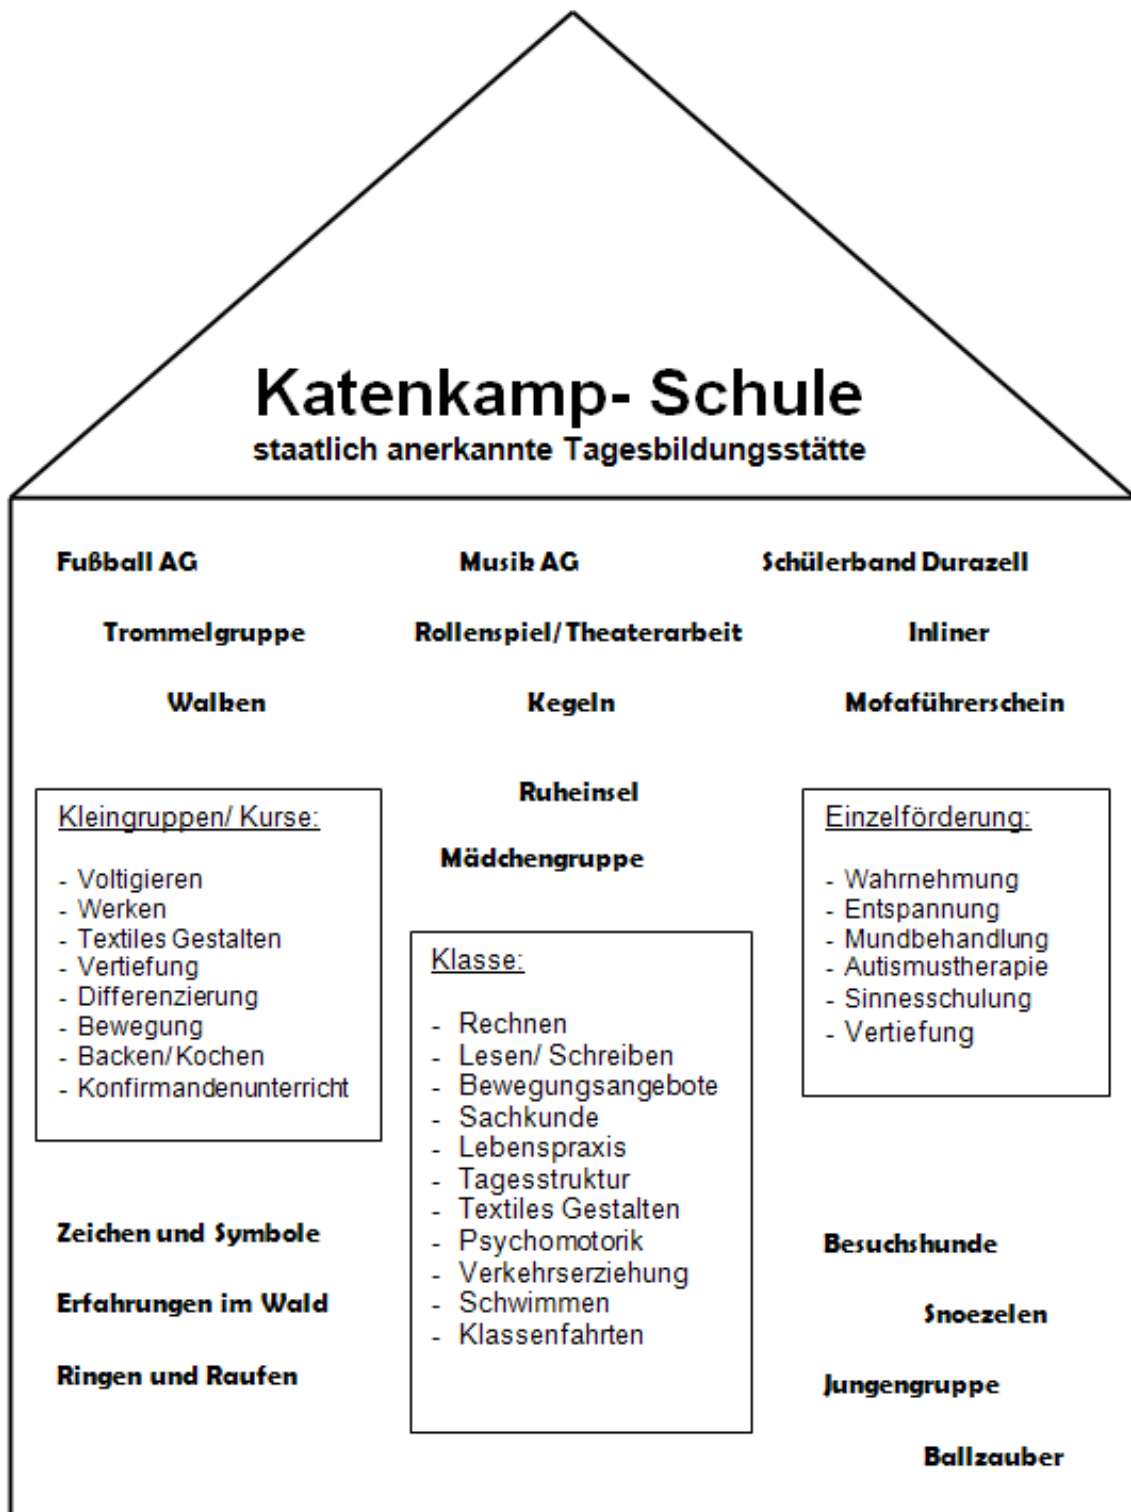 Katenkamp- Schule
staatlich anerkannte Tagesbildungsstätte
Fußball AG
Musik AG
Schülerband Durazell
Trommelgruppe
Rollenspiel/ Theaterarbeit
Inliner
Walken
Kegeln
Mofaführerschein
Ruheinsel
Mädchengruppe
Kleingruppen/ Kurse:
- Voltigieren
- Werken
- Textiles Gestalten
- Vertiefung
- Differenzierung
- Bewegung
- Backen/ Kochen
- Konfirmandenunterricht
Klasse:
- Rechnen
- Lesen/ Schreiben
- Bewegungsangebote
- Sachkunde
- Lebenspraxis
- Tagesstruktur
- Textiles Gestalten
- Psychomotorik
- Verkehrserziehung
- Schwimmen
- Klassenfahrten
Einzelförderung:
- Wahrnehmung
- Entspannung
- Mundbehandlung
- Autismustherapie
- Sinnesschulung
- Vertiefung
Zeichen und Symbole
Erfahrungen im Wald
Ringen und Raufen
Besuchshunde
Snoezelen
Jungengruppe
Ballzauber